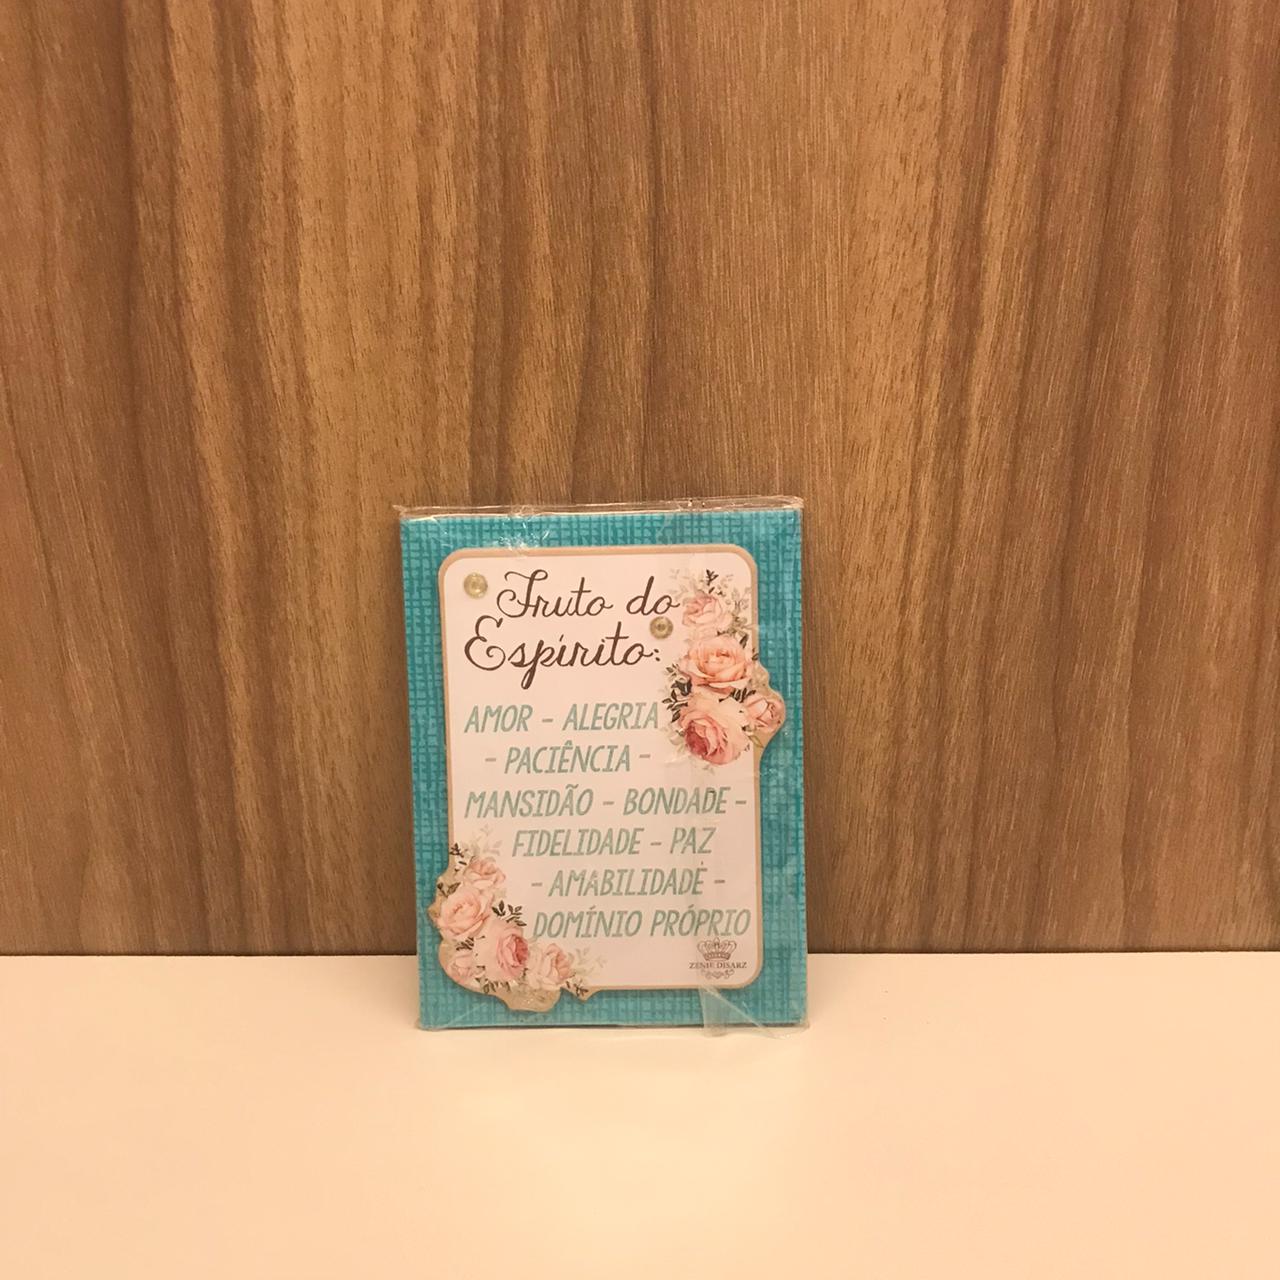 Fruto do
Espírito:
AMOR - ALEGRIA
- PACIÊNCIA -
MANSIDÃO - BONDADE -
FIDELIDADE - PAZ
- AMABILIDADE -
DOMÍNIO PRÓPRIO
ZENIE DISARZ